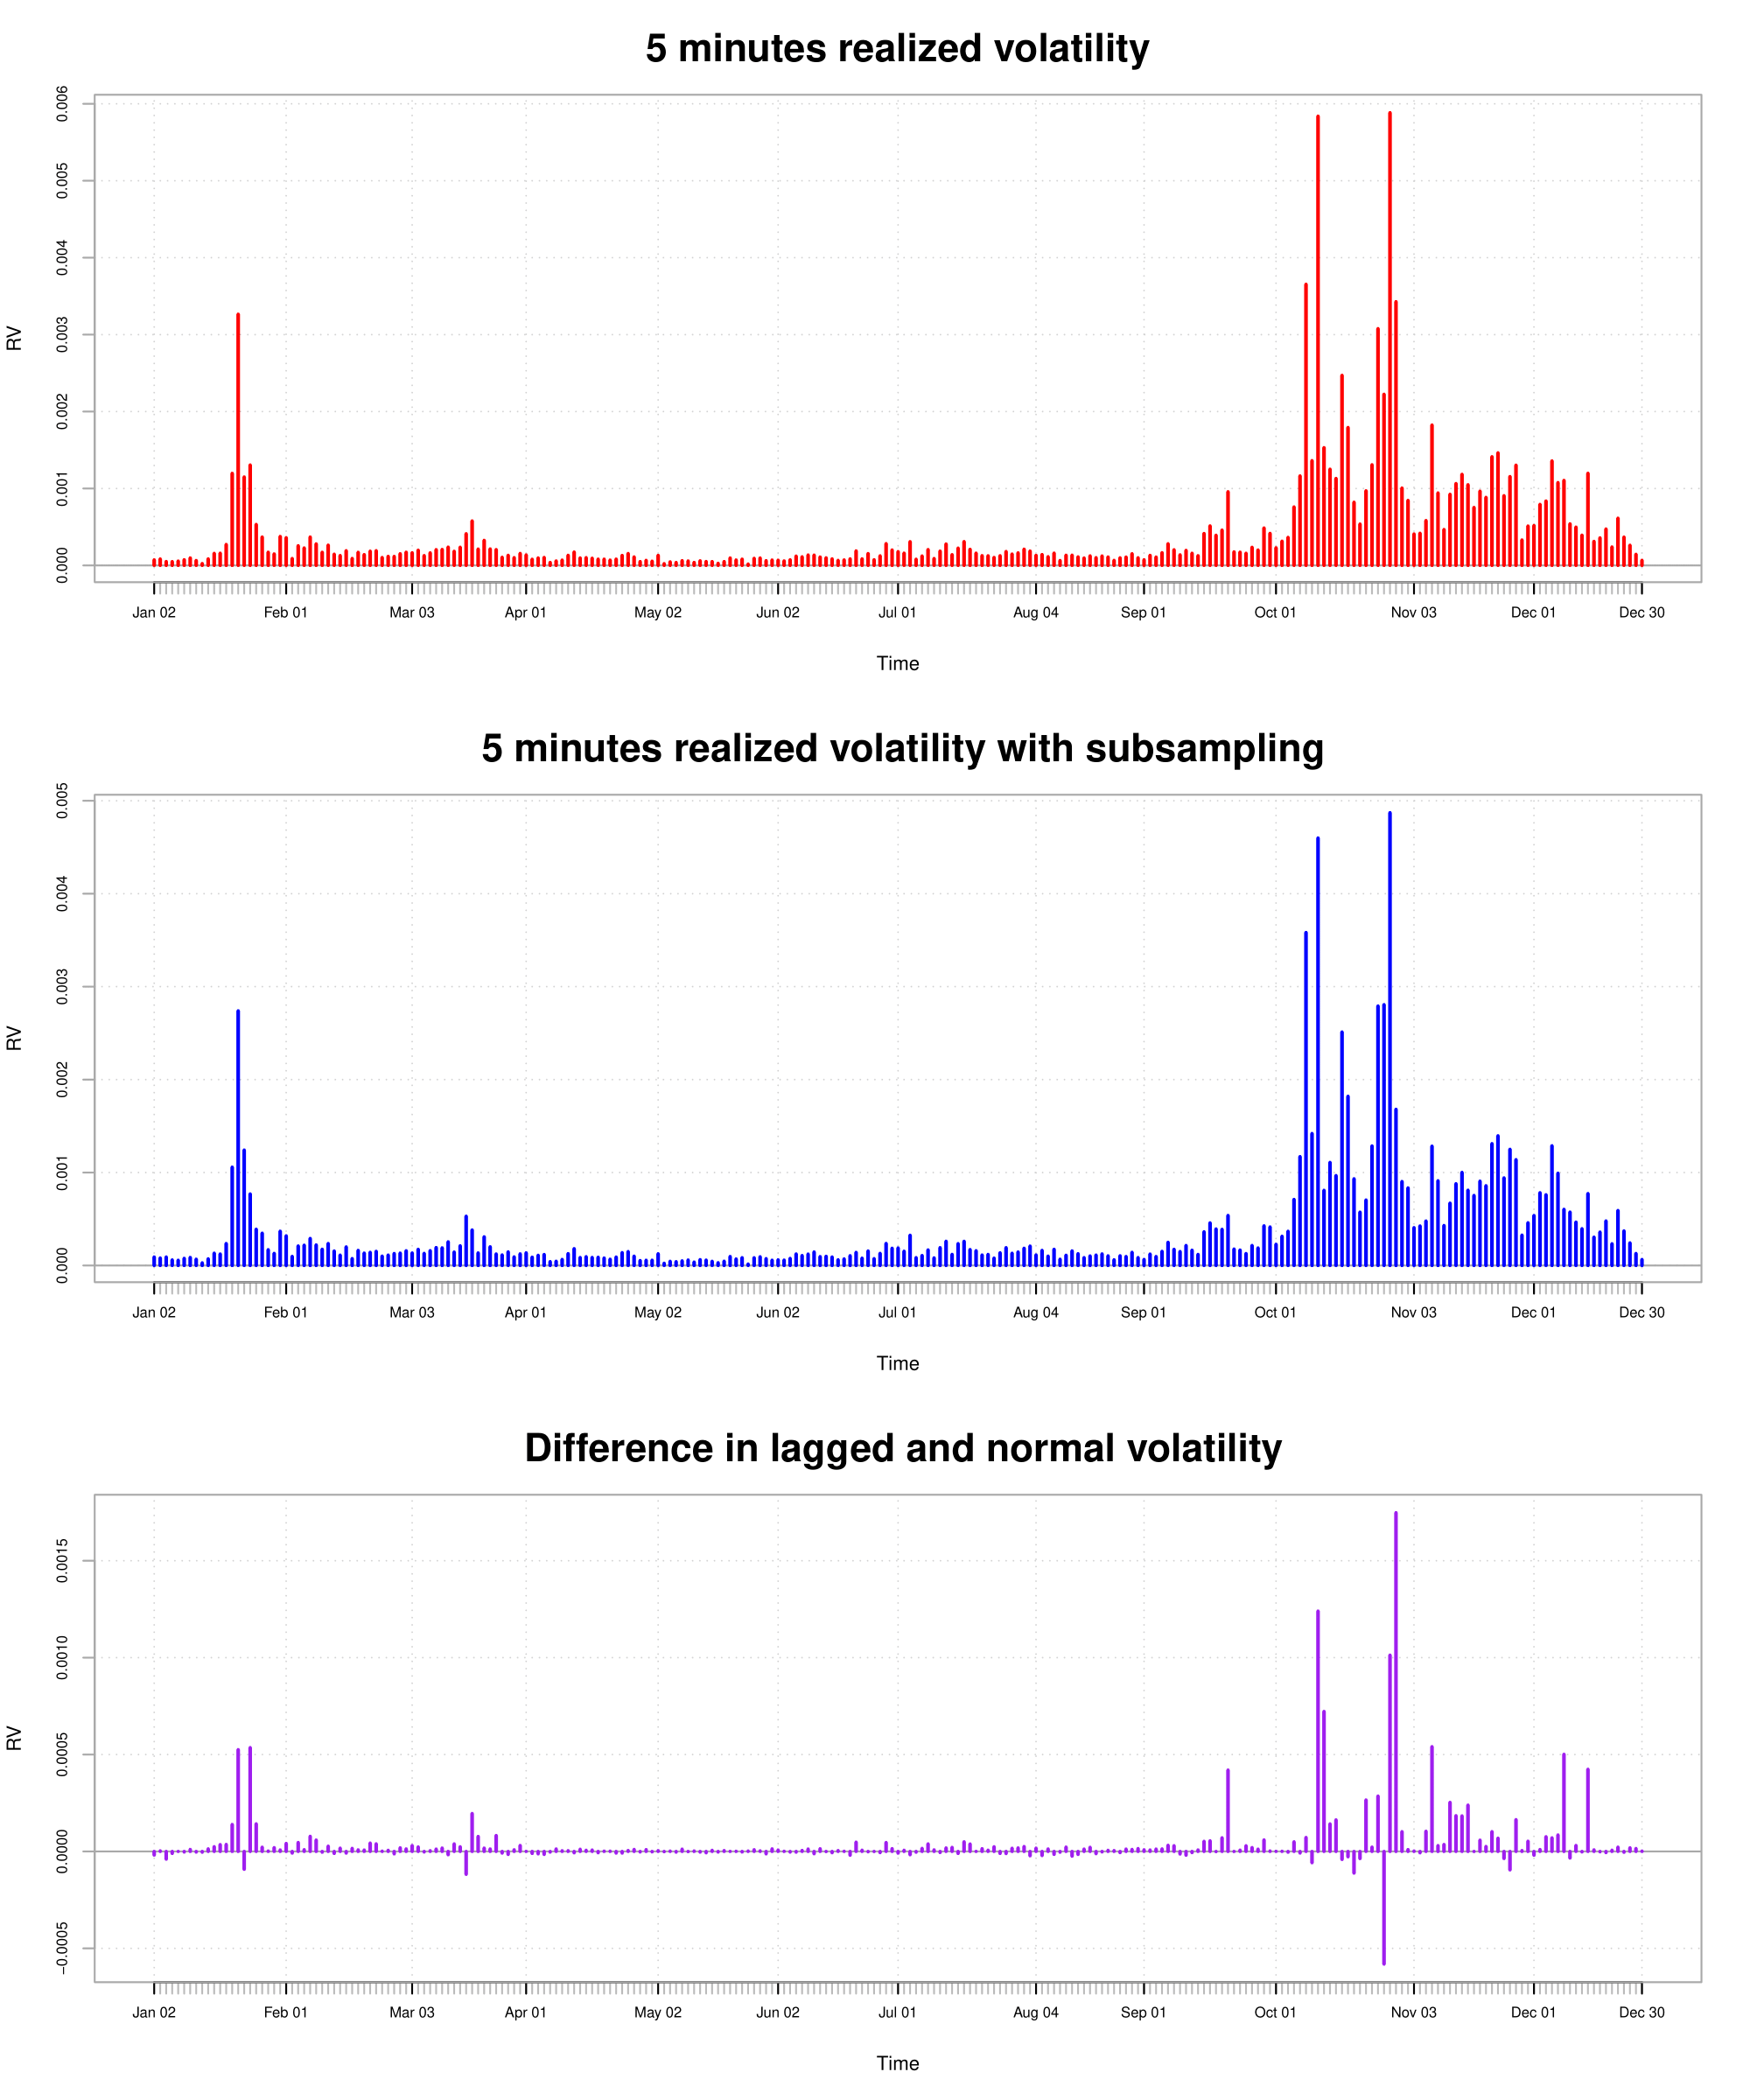 5 minutes realized volatility
RV
0.006
0.005
0.004
0.003
0.002
0.001
0.000
Jan 02 Feb 01 Mar 03 Apr 01 May 02 Jun 02 Jul 01 Aug 04 Sep 01 Oct 01 Nov 03 Dec 01 Dec 30
Time
5 minutes realized volatility with subsampling
RV
0.005
0.004
0.003
0.002
0.001
0.000
Jan 02 Feb 01 Mar 03 Apr 01 May 02 Jun 02 Jul 01 Aug 04 Sep 01 Oct 01 Nov 03 Dec 01 Dec 30
Time
Difference in lagged and normal volatility
RV
0.0015
0.0010
0.0005
0.0000
−0.0005
Jan 02 Feb 01 Mar 03 Apr 01 May 02 Jun 02 Jul 01 Aug 04 Sep 01 Oct 01 Nov 03 Dec 01 Dec 30
Time